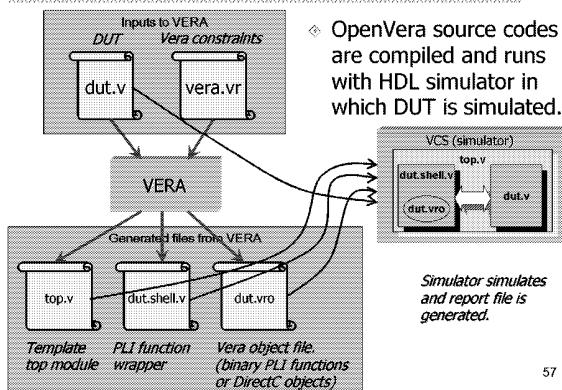 Inputs to VERA
DUT
Vera constraints
dut.v
vera.vr
VERA
Generated files from VERA
top.v
dut.shell.v
dut.vro
Template
top module
PLI function
wrapper
Vera object file.
(binary PLI functions
or DirectC objects)
OpenVera source codes
are compiled and runs
with HDL simulator in
which DUT is simulated.
VCS (simulator)
top.v
dut.shell.v
dut.vro
dut.v
Simulator simulates
and report file is
generated.
57